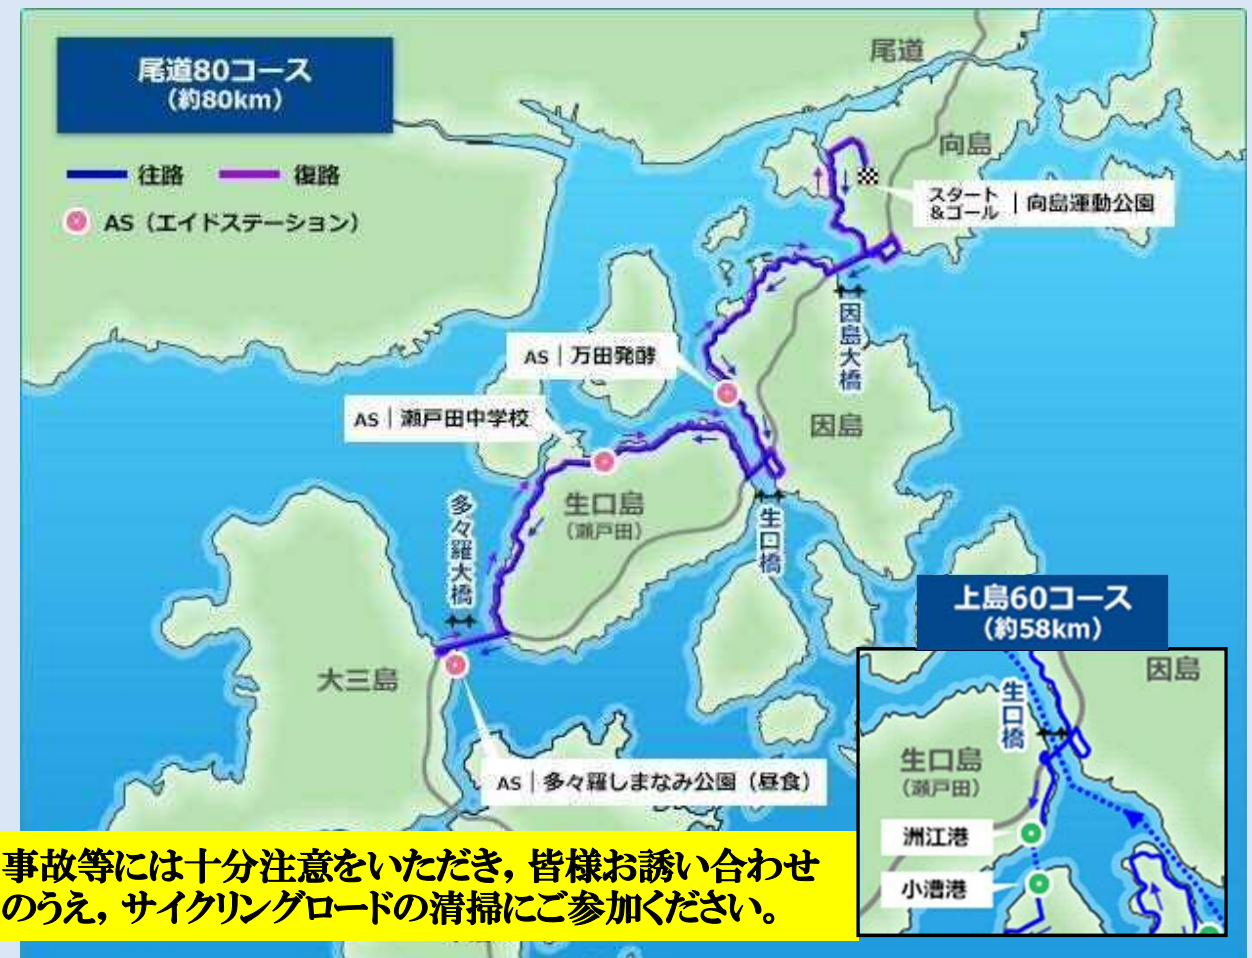 尾道80コース
（約80km）
往路
復路
AS（エイドステーション）
尾道
向島
スタート
&ゴール｜向島運動公園
因島大橋
AS｜万田発酵
AS｜瀬戸田中学校
因島
生口島
（瀬戸田）
多々羅大橋
生口橋
大三島
AS｜多々羅しまなみ公園（昼食）
上島60コース
（約58km）
因島
生口橋
生口島
（瀬戸田）
洲江港
小漕港
事故等には十分注意をいただき，皆様お誘い合わせ
のうえ，サイクリングロードの清掃にご参加ください。